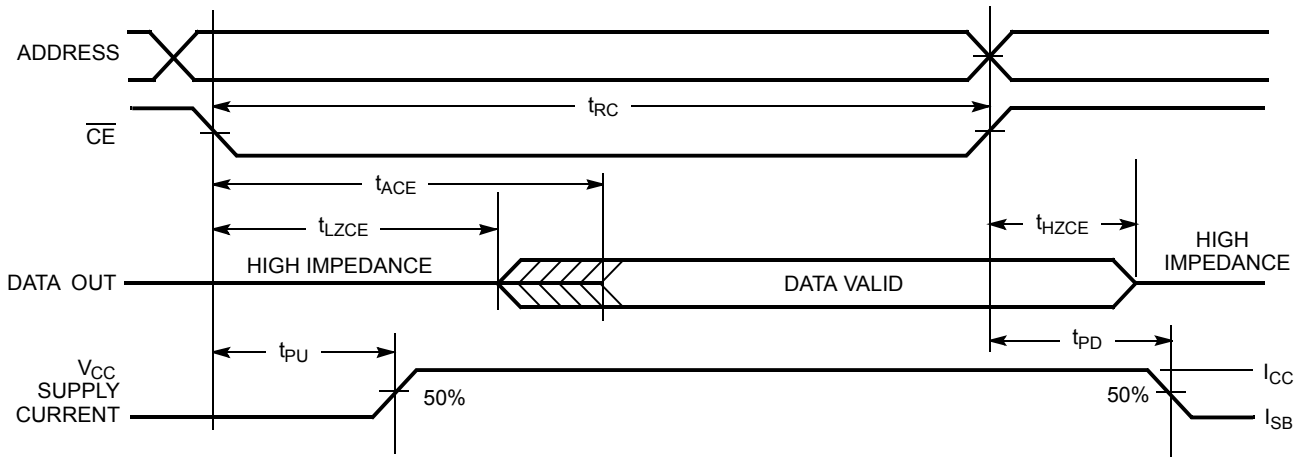 ADDRESS
tRC
CE
tACE
tLZCE
tHZCE
HIGH IMPEDANCE
HIGH
IMPEDANCE
DATA OUT
DATA VALID
tPU
tPD
VCC
SUPPLY
CURRENT
50%
50%
ICC
ISB